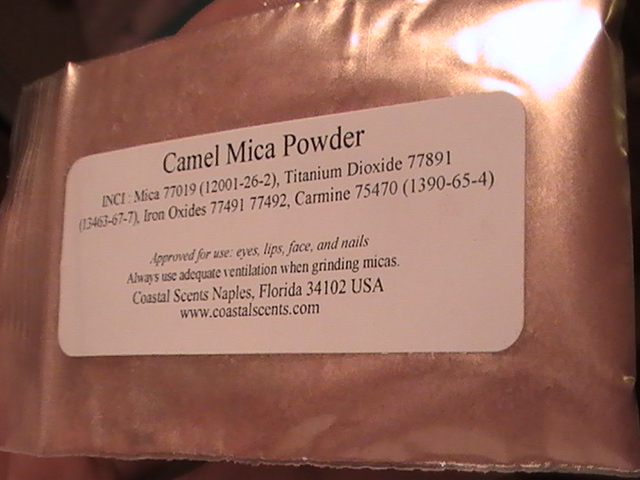 Camel Mica Powder
INCI : Mica 77019 (12001-26-2), Titanium Dioxide 77891
(13463-67-7), Iron Oxides 77491 77492, Carmine 75470 (1390-65-4)
Approved for use: eyes, lips, face, and nails
Always use adequate ventilation when grinding micas.
Coastal Scents Naples, Florida 34102 USA
www.coastalscents.com